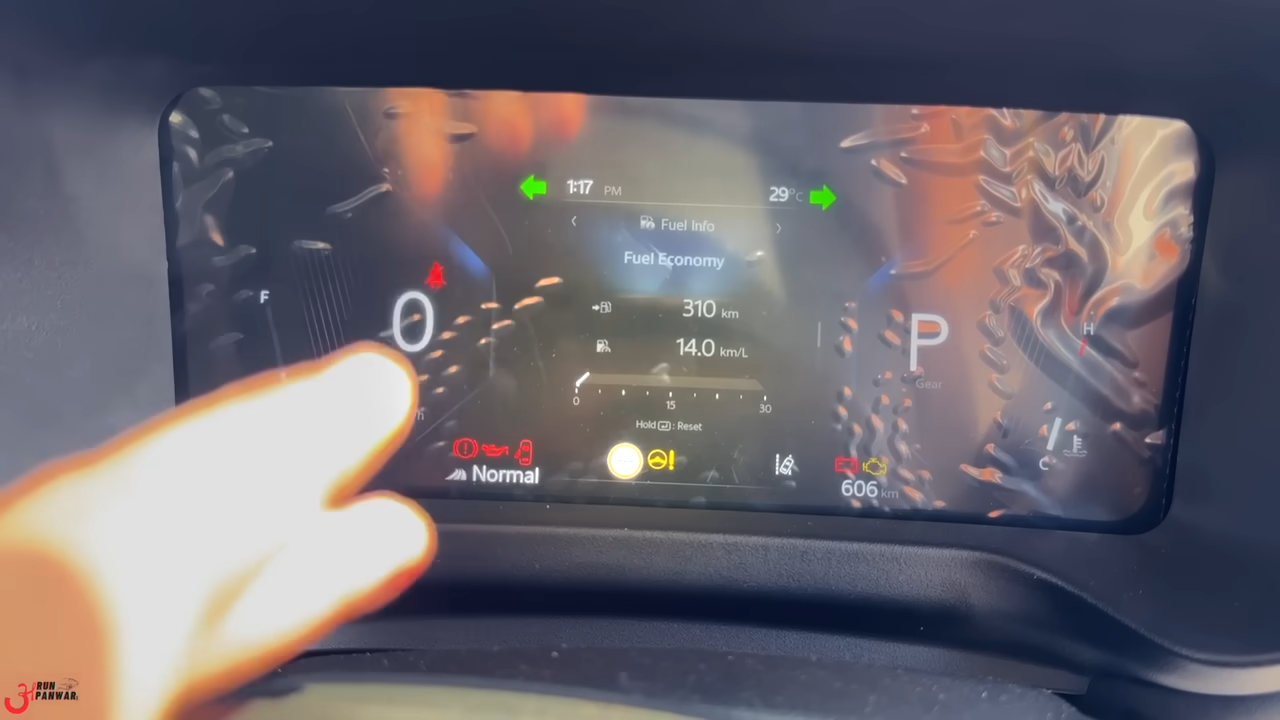 1:17 PM
29°C
Fuel Info
Fuel Economy
F
0
310 km
14.0 km/L
0 15 30
Hold : Reset
P
Gear
H
C
Normal
606 km
RUN
PANWAR